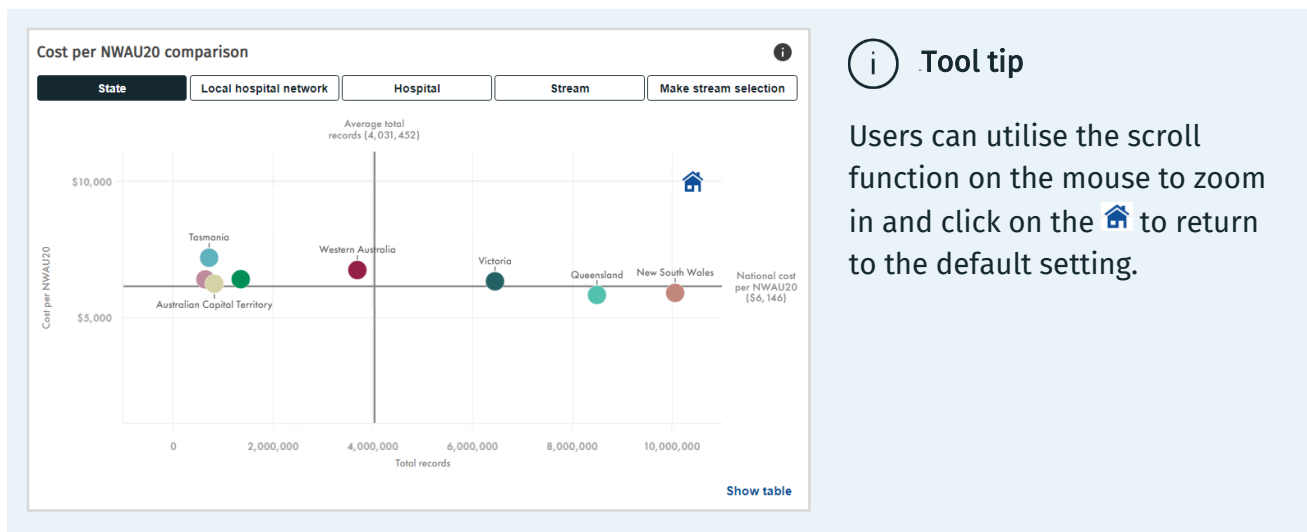 Cost per NWAU20 comparison
i
State
Local hospital network
Hospital
Stream
Make stream selection
Average total
records (4,031,452)
$10,000
Tasmania
Western Australia
Victoria
Queensland
New South Wales
National cost
per NWAU20
($6,146)
Australian Capital Territory
Cost per NWAU20
$5,000
0
2,000,000
4,000,000
6,000,000
8,000,000
10,000,000
Total records
Show table
i
Tool tip
Users can utilise the scroll
function on the mouse to zoom
in and click on the to return
to the default setting.